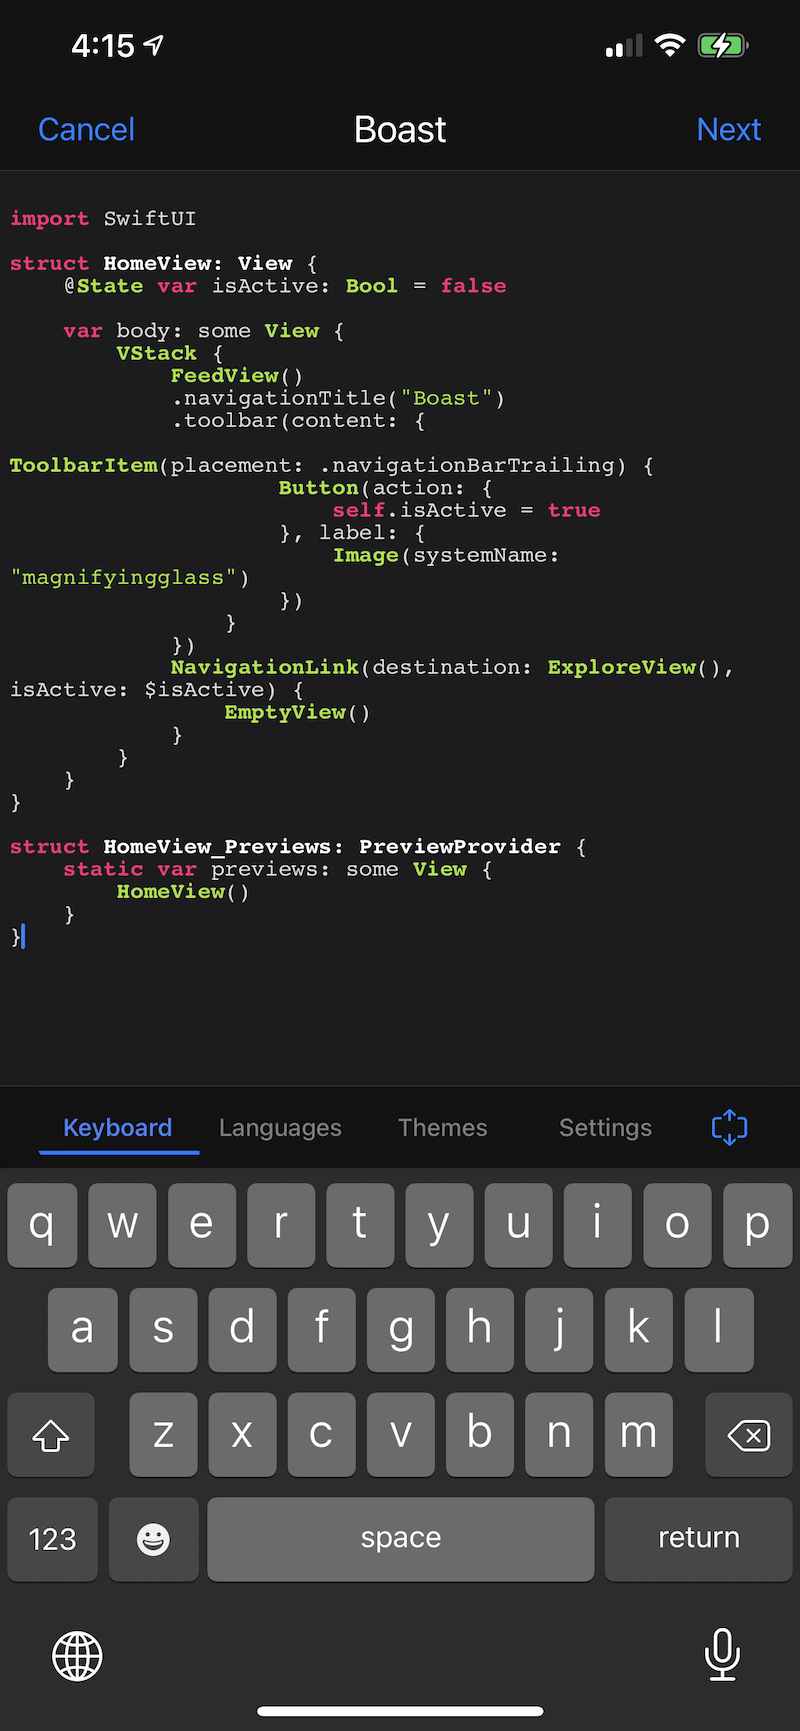 4:15
Cancel Boast Next
import SwiftUI
struct HomeView: View {
@State var isActive: Bool = false
var body: some View {
VStack {
FeedView()
.navigationTitle("Boast")
.toolbar(content: {
ToolbarItem(placement: .navigationBarTrailing) {
Button(action: {
self.isActive = true
}, label: {
Image(systemName:
"magnifyingglass")
})
}
})
NavigationLink(destination: ExploreView(),
isActive: $isActive) {
EmptyView()
}
}
}
}
struct HomeView_Previews: PreviewProvider {
static var previews: some View {
HomeView()
}
}
Keyboard Languages Themes Settings
q w e r t y u i o p
a s d f g h j k l
z x c v b n m
123 space return